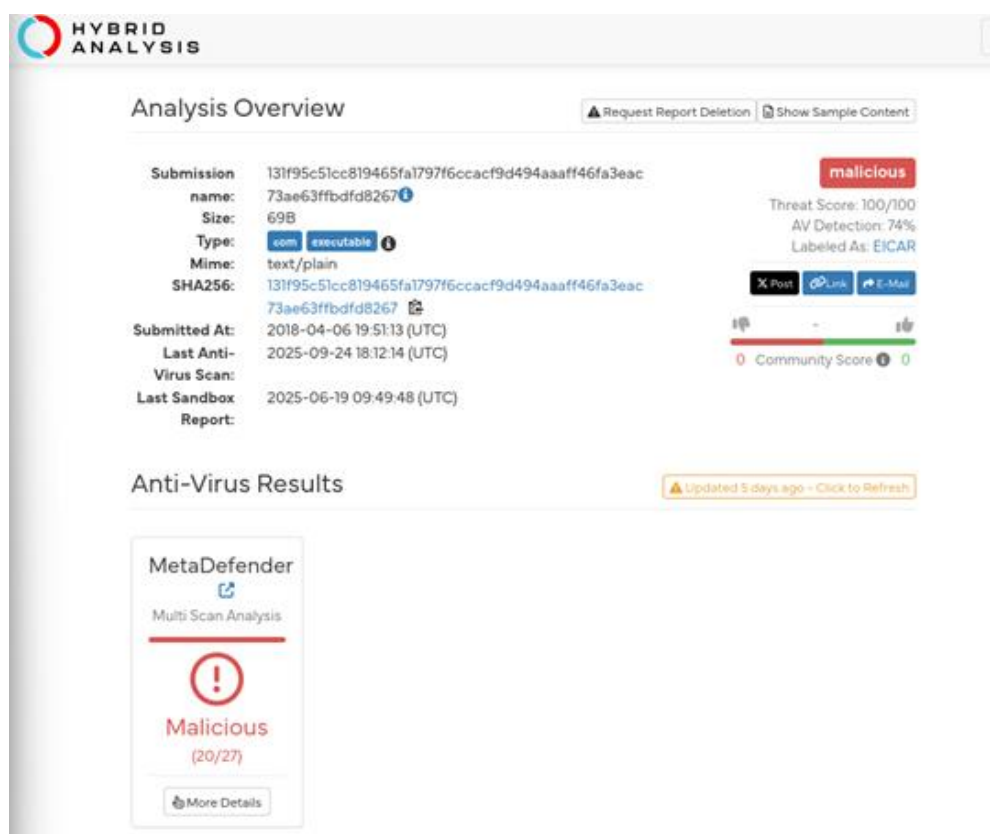 HYBRID
ANALYSIS
Analysis Overview
Request Report Deletion
Show Sample Content
Submission name: 131f95c51cc819465fa1797f6ccacf9d494aaaff46fa3eac
73ae63ffbdfd8267
Size: 69B
Type: com executable
Mime: text/plain
SHA256: 131f95c51cc819465fa1797f6ccacf9d494aaaff46fa3eac
73ae63ffbdfd8267
Submitted At: 2018-04-06 19:51:13 (UTC)
Last Anti-Virus Scan: 2025-09-24 18:12:14 (UTC)
Last Sandbox Report: 2025-06-19 09:49:48 (UTC)
malicious
Threat Score: 100/100
AV Detection: 74%
Labeled As: EICAR
X Post
Link
E-Mail
-
0 Community Score 0
Anti-Virus Results
Updated 5 days ago - Click to Refresh
MetaDefender
Multi Scan Analysis
Malicious
(20/27)
More Details